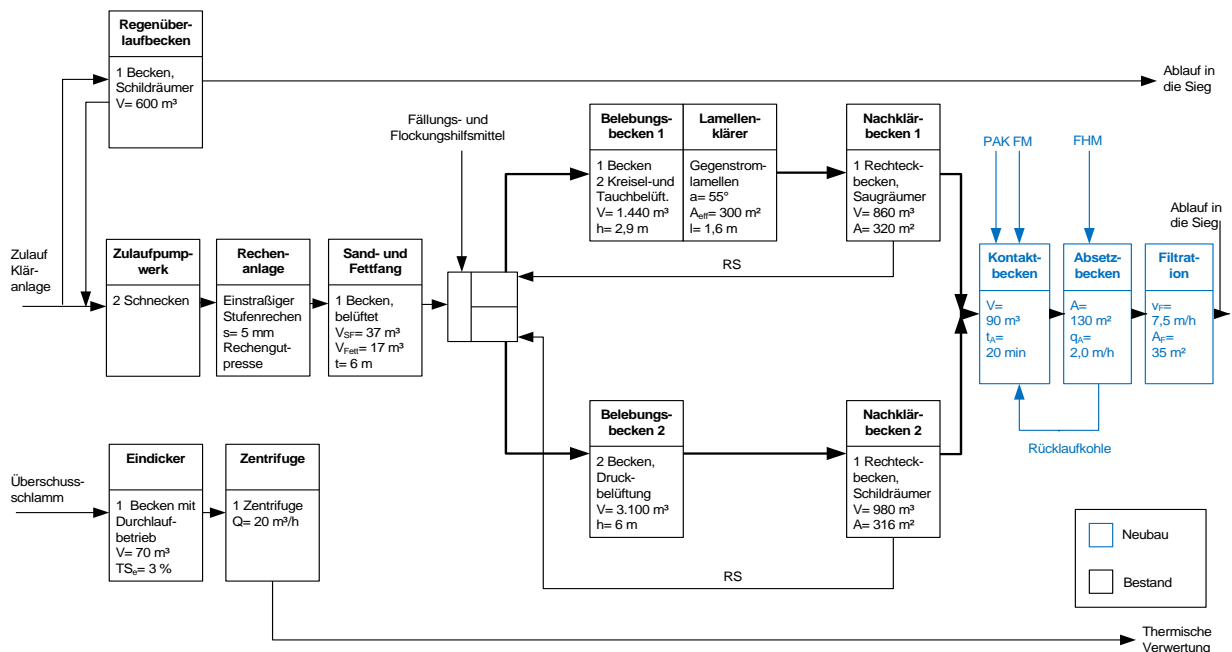 Regenüber-
laufbecken
1 Becken,
Schildräumer
V= 600 m³
Ablauf in
die Sieg
Fällungs- und
Flockungshilfsmittel
Belebungs-
becken 1
1 Becken
2 Kreisel-und
Tauchbelüft.
V= 1.440 m³
h= 2,9 m
Lamellen-
klärer
Gegenstrom-
lamellen
a= 55°
Aeff= 300 m²
l= 1,6 m
Nachklär-
becken 1
1 Rechteck-
becken,
Saugräumer
V= 860 m³
A= 320 m²
PAK FM
FHM
Ablauf in
die Sieg
Zulauf
Klär-
anlage
Zulaufpump-
werk
2 Schnecken
Rechen-
anlage
Einstraßiger
Stufenrechen
s= 5 mm
Rechengut-
presse
Sand- und
Fettfang
1 Becken,
belüftet
VSF= 37 m³
VFett= 17 m³
t= 6 m
RS
Kontakt-
becken
V=
90 m³
tA=
20 min
Absetz-
becken
A=
130 m²
qA=
2,0 m/h
Filtrat-
ion
vF=
7,5 m/h
AF=
35 m²
Rücklaufkohle
Belebungs-
becken 2
2 Becken,
Druck-
belüftung
V= 3.100 m³
h= 6 m
Nachklär-
becken 2
1 Rechteck-
becken,
Schildräumer
V= 980 m³
A= 316 m²
RS
Überschuss-
schlamm
Eindicker
1 Becken mit
Durchlauf-
betrieb
V= 70 m³
TSe= 3 %
Zentrifuge
1 Zentrifuge
Q= 20 m³/h
Neubau
Bestand
Thermische
Verwertung